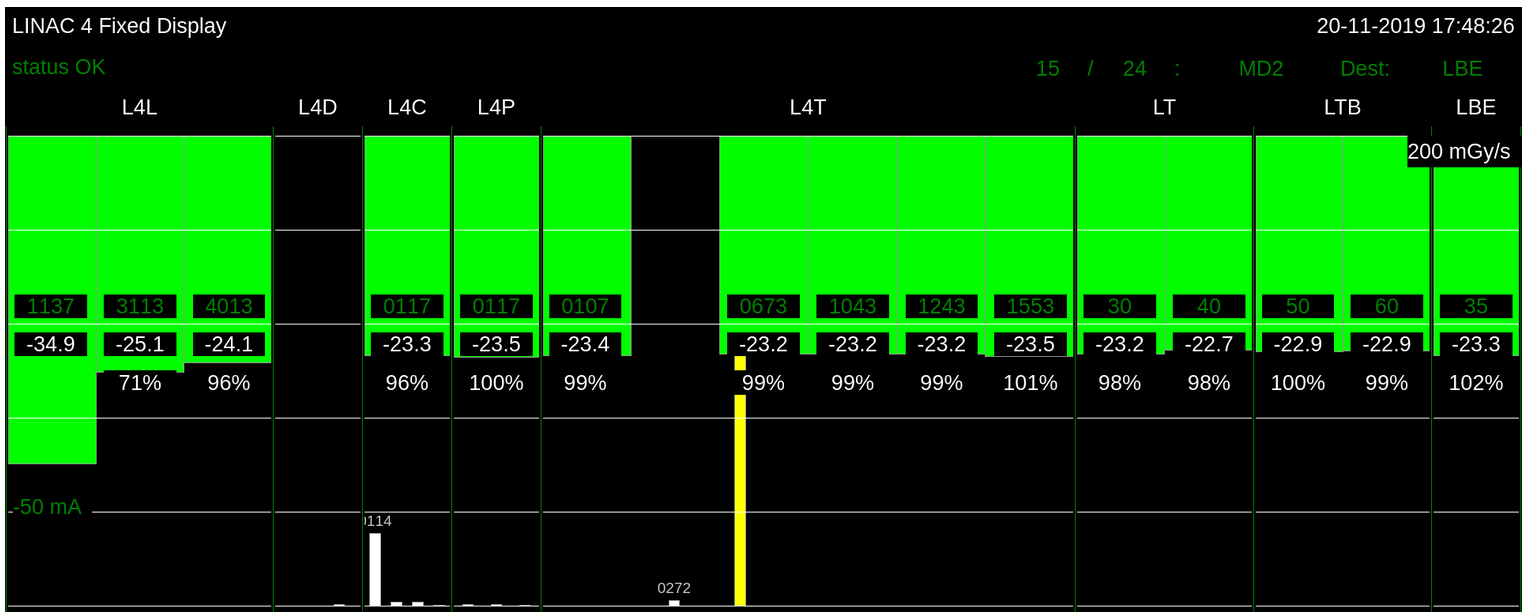 LINAC 4 Fixed Display 20-11-2019 17:48:26
status OK 15 / 24 : MD2 Dest: LBE
L4L L4D L4C L4P L4T LT LTB LBE
200 mGy/s
1137 3113 4013 0117 0117 0107 0673 1043 1243 1553 30 40 50 60 35
-34.9 -25.1 -24.1 -23.3 -23.5 -23.4 -23.2 -23.2 -23.2 -23.5 -23.2 -22.7 -22.9 -22.9 -23.3
71% 96% 96% 100% 99% 99% 99% 99% 101% 98% 98% 100% 99% 102%
-50 mA
0114
0272